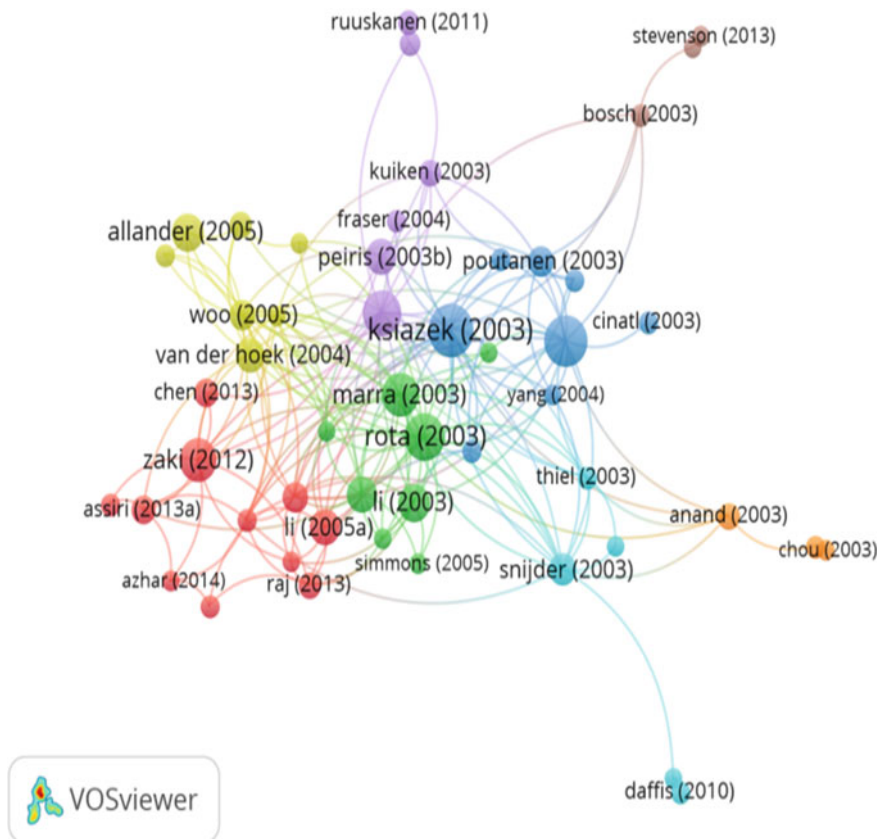 ruuskanen (2011)
stevenson (2013)
bosch (2003)
kuiken (2003)
fraser (2004)
allander (2005)
peiris (2003b)
poutanen (2003)
woo (2005)
ksiazek (2003)
cinatl (2003)
van der hoek (2004)
chen (2013)
marra (2003)
yang (2004)
rota (2003)
zaki (2012)
thiel (2003)
assiri (2013a)
li (2003)
anand (2003)
li (2005a)
chou (2003)
simmons (2005)
snijder (2003)
azhar (2014)
raj (2013)
daffis (2010)
VOSviewer